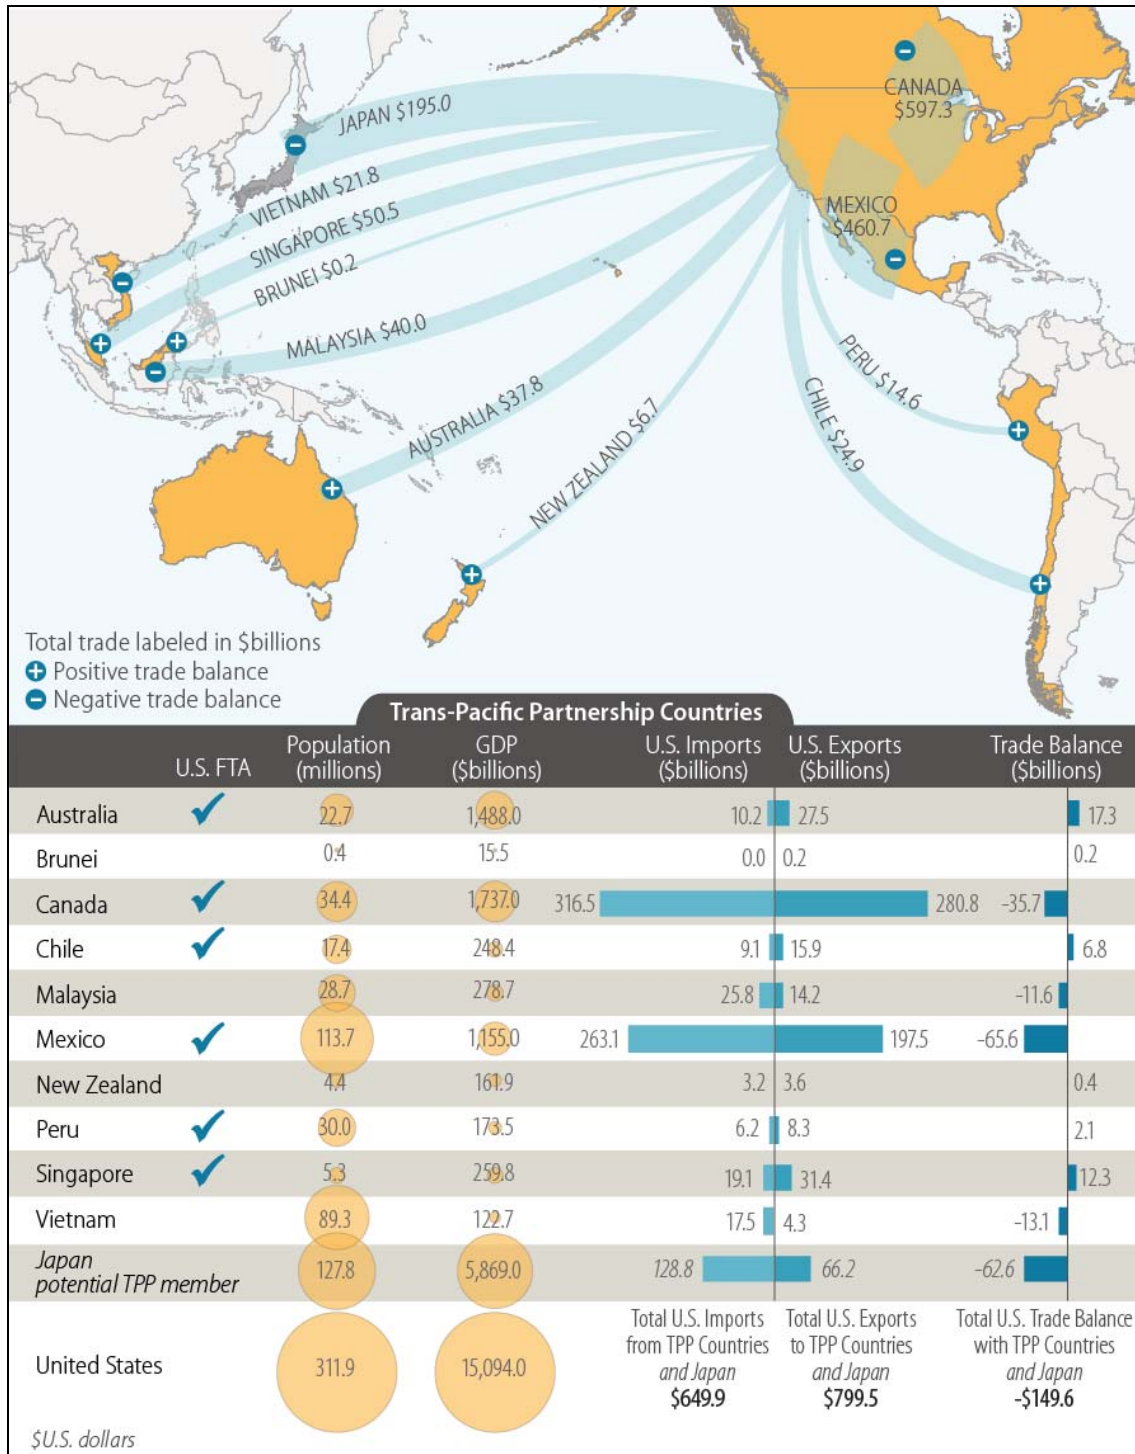 CANADA
$597.3
JAPAN $195.0
VIETNAM $21.8
SINGAPORE $50.5
BRUNEI $0.2
MEXICO
$460.7
MALAYSIA $40.0
AUSTRALIA $37.8
NEW ZEALAND $6.7
PERU $14.6
CHILE $24.9
Total trade labeled in $billions
+ Positive trade balance
− Negative trade balance
Trans-Pacific Partnership Countries
U.S. FTA Population (millions) GDP ($billions) U.S. Imports ($billions) U.S. Exports ($billions) Trade Balance ($billions)
Australia ✓ 22.7 1,488.0 10.2 27.5 17.3
Brunei 0.4 15.5 0.0 0.2 0.2
Canada ✓ 34.4 1,737.0 316.5 280.8 -35.7
Chile ✓ 17.4 248.4 9.1 15.9 6.8
Malaysia 28.7 278.7 25.8 14.2 -11.6
Mexico ✓ 113.7 1,155.0 263.1 197.5 -65.6
New Zealand 4.4 161.9 3.2 3.6 0.4
Peru ✓ 30.0 173.5 6.2 8.3 2.1
Singapore ✓ 5.3 259.8 19.1 31.4 12.3
Vietnam 89.3 122.7 17.5 4.3 -13.1
Japan
potential TPP member 127.8 5,869.0 128.8 66.2 -62.6
United States 311.9 15,094.0
Total U.S. Imports
from TPP Countries
and Japan
$649.9
Total U.S. Exports
to TPP Countries
and Japan
$799.5
Total U.S. Trade Balance
with TPP Countries
and Japan
-$149.6
$U.S. dollars